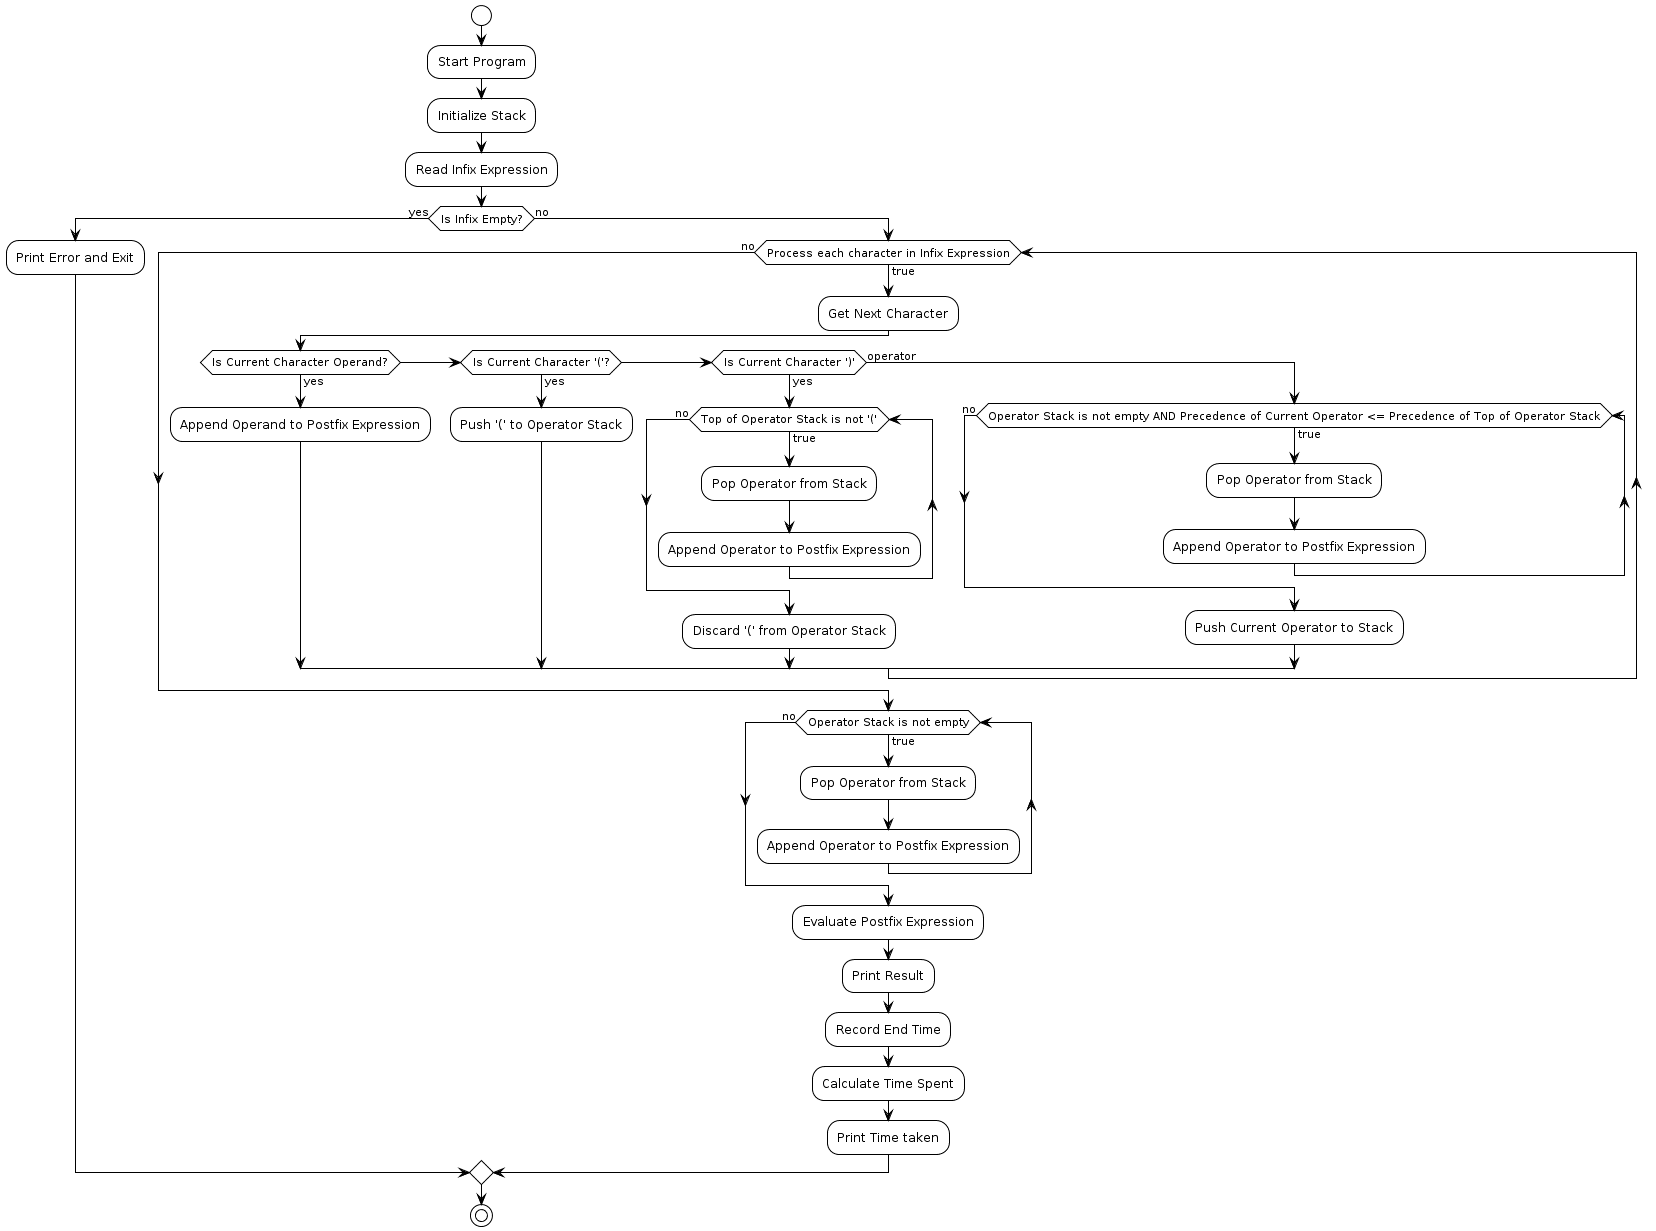 Start Program
Initialize Stack
Read Infix Expression
yes
Is Infix Empty?
no
Print Error and Exit
no
Process each character in Infix Expression
true
Get Next Character
Is Current Character Operand?
Is Current Character '('?
Is Current Character ')'
operator
yes
yes
yes
Append Operand to Postfix Expression
Push '(' to Operator Stack
no
Top of Operator Stack is not '('
true
Pop Operator from Stack
Append Operator to Postfix Expression
Discard '(' from Operator Stack
no
Operator Stack is not empty AND Precedence of Current Operator <= Precedence of Top of Operator Stack
true
Pop Operator from Stack
Append Operator to Postfix Expression
Push Current Operator to Stack
no
Operator Stack is not empty
true
Pop Operator from Stack
Append Operator to Postfix Expression
Evaluate Postfix Expression
Print Result
Record End Time
Calculate Time Spent
Print Time taken